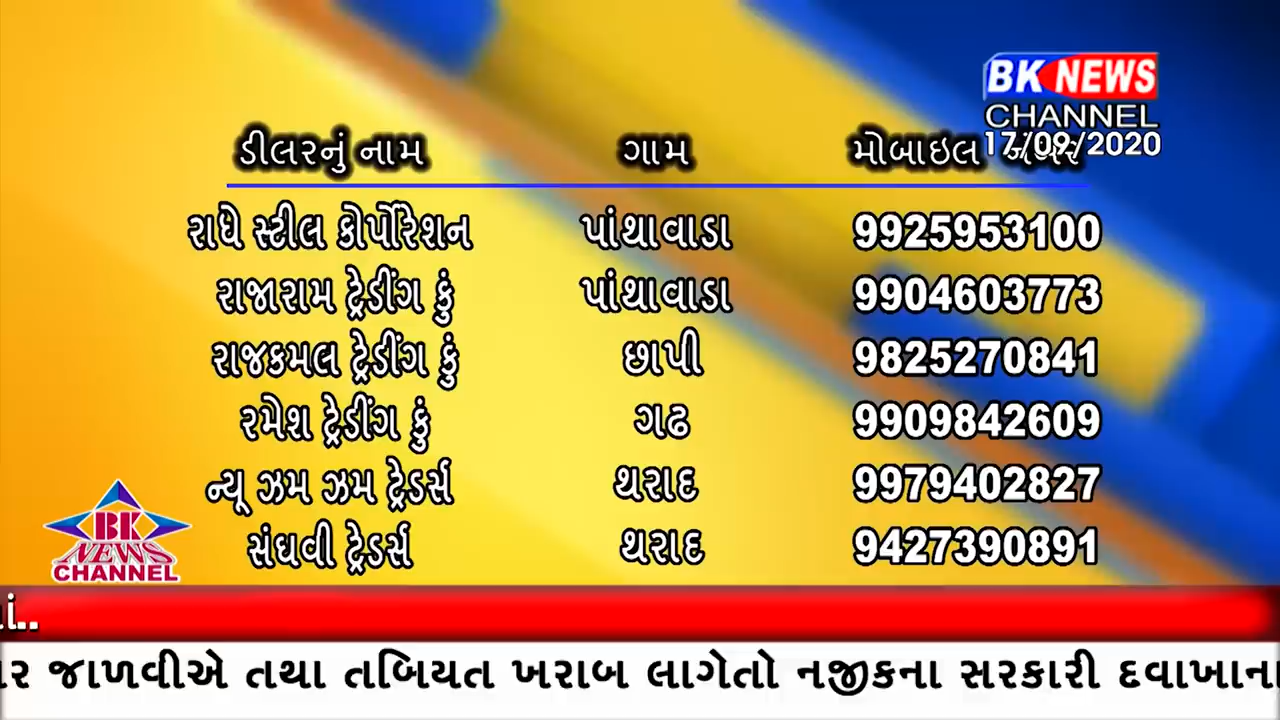 BK NEWS
CHANNEL
17/09/2020
ડીલરનું નામ ગામ મોબાઇલ
રાધે સ્ટીલ કોર્પોરેશન પાંથાવાડા 9925953100
રાજારામ ટ્રેડીંગ કું પાંથાવાડા 9904603773
રાજકમલ ટ્રેડીંગ કું છાપી 9825270841
રમેશ ટ્રેડીંગ કું ગઢ 9909842609
ન્યૂ ઝમ ઝમ ટ્રેડર્સ થરાદ 9979402827
સંઘવી ટ્રેડર્સ થરાદ 9427390891
BK
NEWS
CHANNEL
જાળવીએ તથા તબિયત ખરાબ લાગેતો નજીકના સરકારી દવાખાના